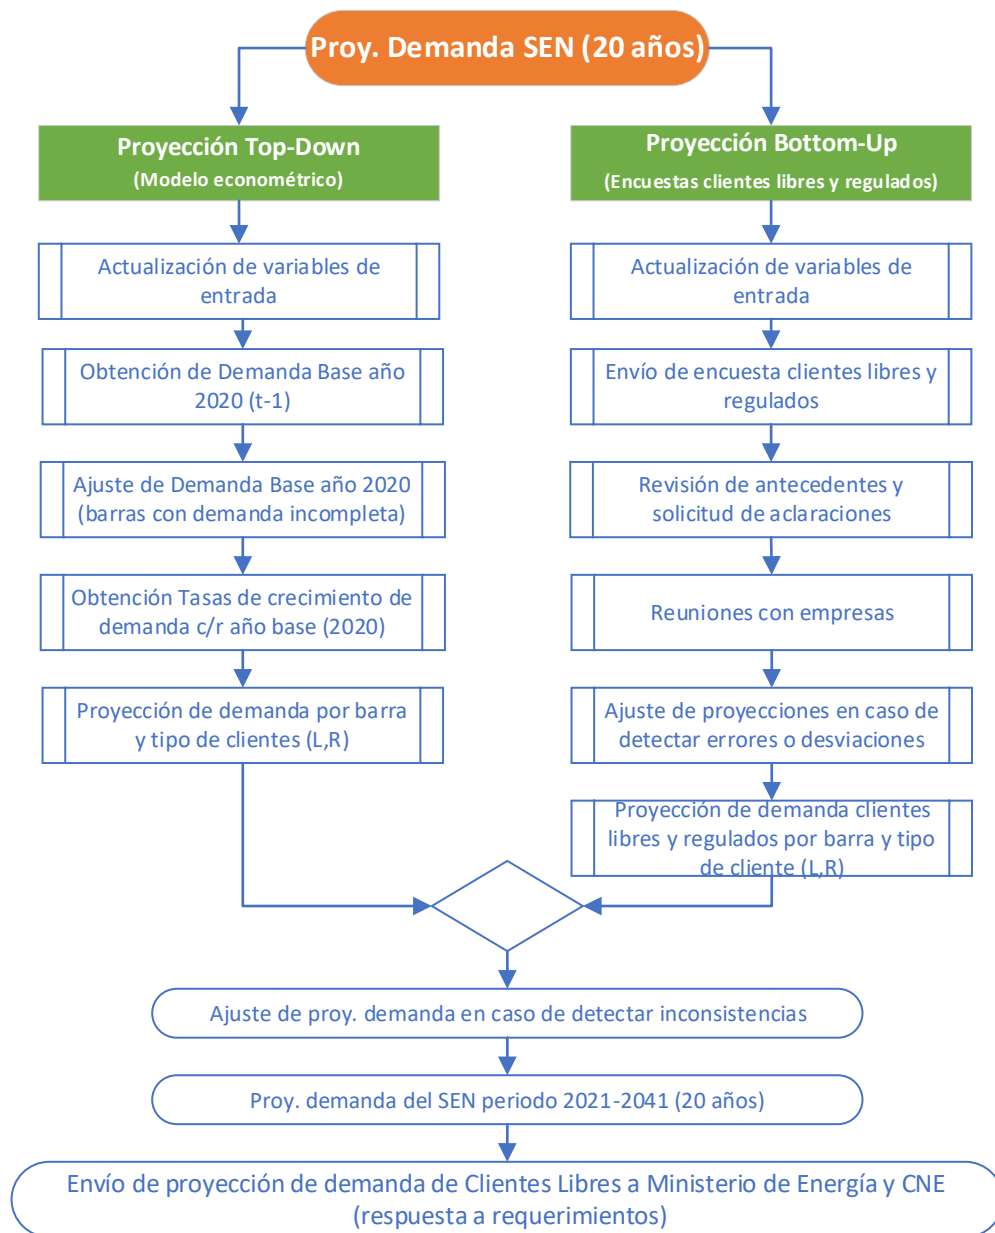 Proy. Demanda SEN (20 años)
Proyección Top-Down
(Modelo econométrico)
Actualización de variables de
entrada
Obtención de Demanda Base año
2020 (t-1)
Ajuste de Demanda Base año 2020
(barras con demanda incompleta)
Obtención Tasas de crecimiento de
demanda c/r año base (2020)
Proyección de demanda por barra
y tipo de clientes (L,R)
Proyección Bottom-Up
(Encuestas clientes libres y regulados)
Actualización de variables de
entrada
Envío de encuesta clientes libres y
regulados
Revisión de antecedentes y
solicitud de aclaraciones
Reuniones con empresas
Ajuste de proyecciones en caso de
detectar errores o desviaciones
Proyección de demanda clientes
libres y regulados por barra y tipo
de cliente (L,R)
Ajuste de proy. demanda en caso de detectar inconsistencias
Proy. demanda del SEN periodo 2021-2041 (20 años)
Envío de proyección de demanda de Clientes Libres a Ministerio de Energía y CNE
(respuesta a requerimientos)